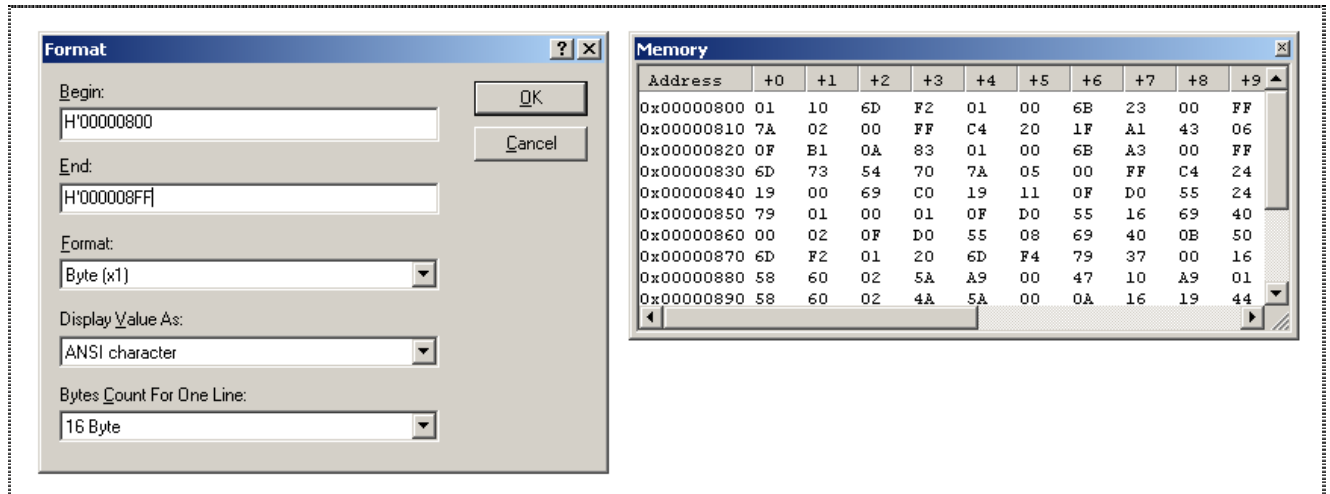 Format
Begin:
H'00000800
End:
H'000008FF
Format:
Byte (x1)
Display Value As:
ANSI character
Bytes Count For One Line:
16 Byte
OK
Cancel
Memory
Address +0 +1 +2 +3 +4 +5 +6 +7 +8 +9
0x00000800 01 10 6D F2 01 00 6B 23 00 FF
0x00000810 7A 02 00 FF C4 20 1F A1 43 06
0x00000820 0F B1 0A 83 01 00 6B A3 00 FF
0x00000830 6D 73 54 70 7A 05 00 FF C4 24
0x00000840 19 00 69 C0 19 11 0F D0 55 24
0x00000850 79 01 00 01 0F D0 55 16 69 40
0x00000860 00 02 0F D0 55 08 69 40 0B 50
0x00000870 6D F2 01 20 6D F4 79 37 00 16
0x00000880 58 60 02 5A A9 00 47 10 A9 01
0x00000890 58 60 02 4A 5A 00 0A 16 19 44